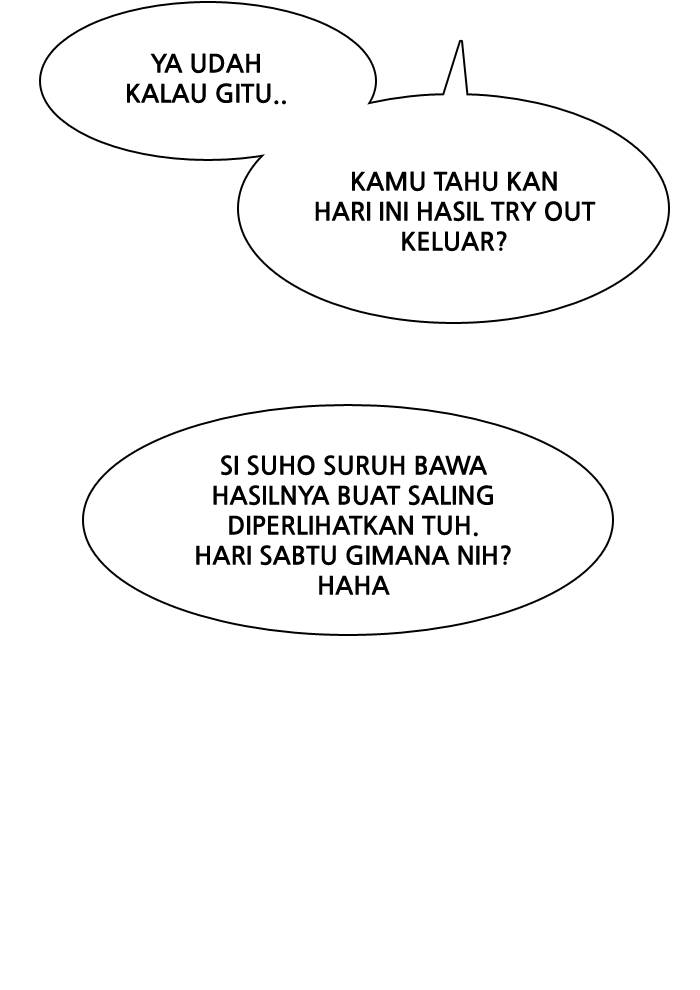 YA UDAH
KALAU GITU..
KAMU TAHU KAN
HARI INI HASIL TRY OUT
KELUAR?
SI SUHO SURUH BAWA
HASILNYA BUAT SALING
DIPERLIHATKAN TUH.
HARI SABTU GIMANA NIH?
HAHA